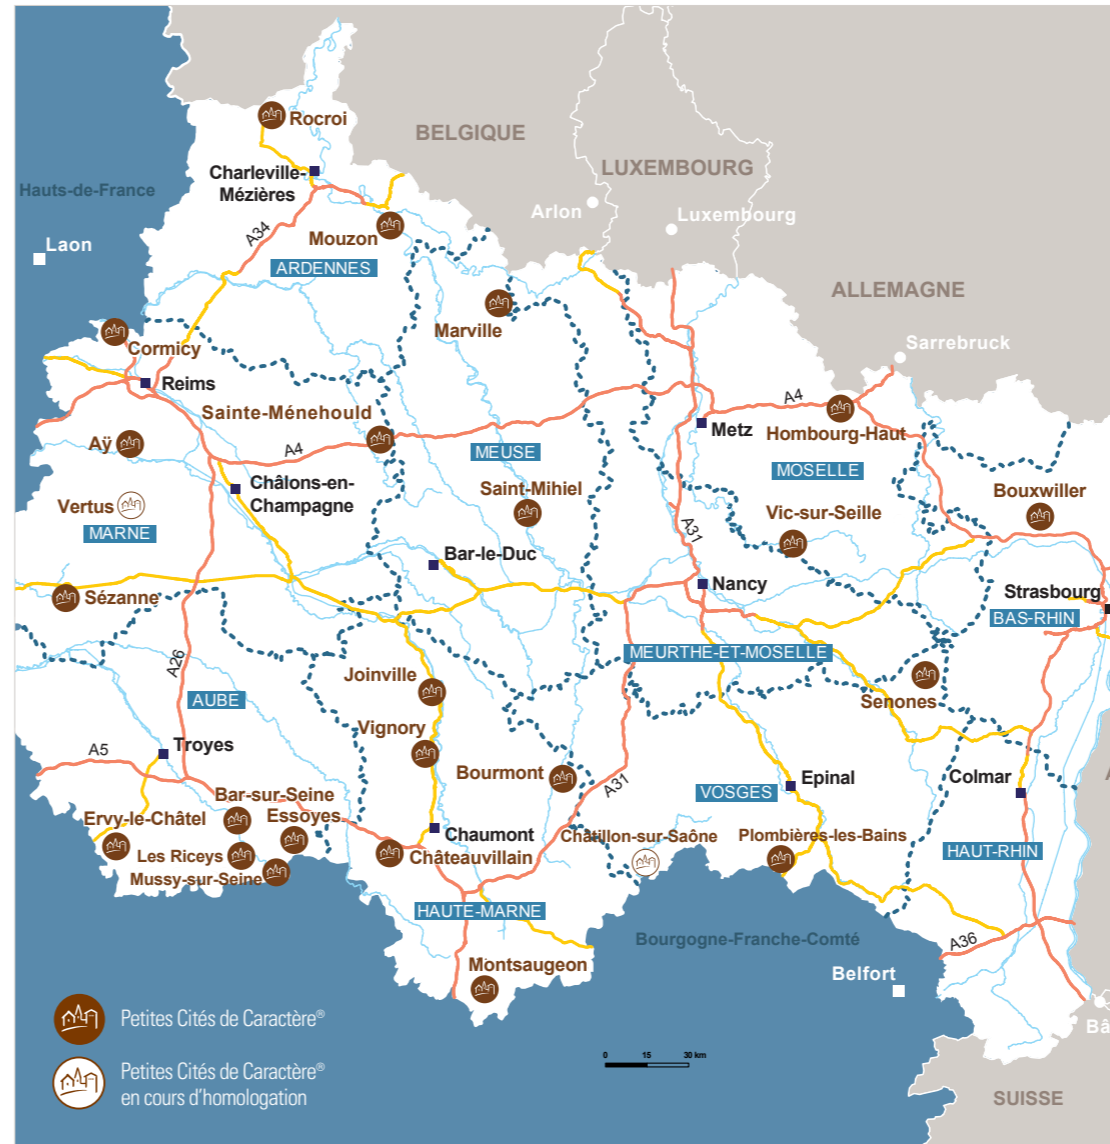 Rocroi
BELGIQUE
Charleville-
Mézières
LUXEMBOURG
Hauts-de-France
Arlon
Luxembourg
Laon
A34
Mouzon
ARDENNES
ALLEMAGNE
Marville
Cormicy
Sarrebruck
Reims
A4
Sainte-Ménehould
Metz
Hombourg-Haut
Aÿ
A4
MEUSE
MOSELLE
Châlons-en-
Champagne
Saint-Mihiel
Bouxwiller
Vertus
Vic-sur-Seille
MARNE
A31
Bar-le-Duc
Nancy
Sézanne
Strasbourg
BAS-RHIN
A26
MEURTHE-ET-MOSELLE
Joinville
AUBE
Senones
Vignory
Troyes
A5
Bourmont
A31
Epinal
Colmar
VOSGES
Bar-sur-Seine
Ervy-le-Châtel
Essoyes
Chaumont
Châtillon-sur-Saône
Plombières-les-Bains
Les Riceys
Châteauvillain
HAUT-RHIN
Mussy-sur-Seine
HAUTE-MARNE
Bourgogne-Franche-Comté
A36
Montsaugeon
Belfort
Petites Cités de Caractère®
Bâ
0 15 30 km
Petites Cités de Caractère®
en cours d'homologation
SUISSE